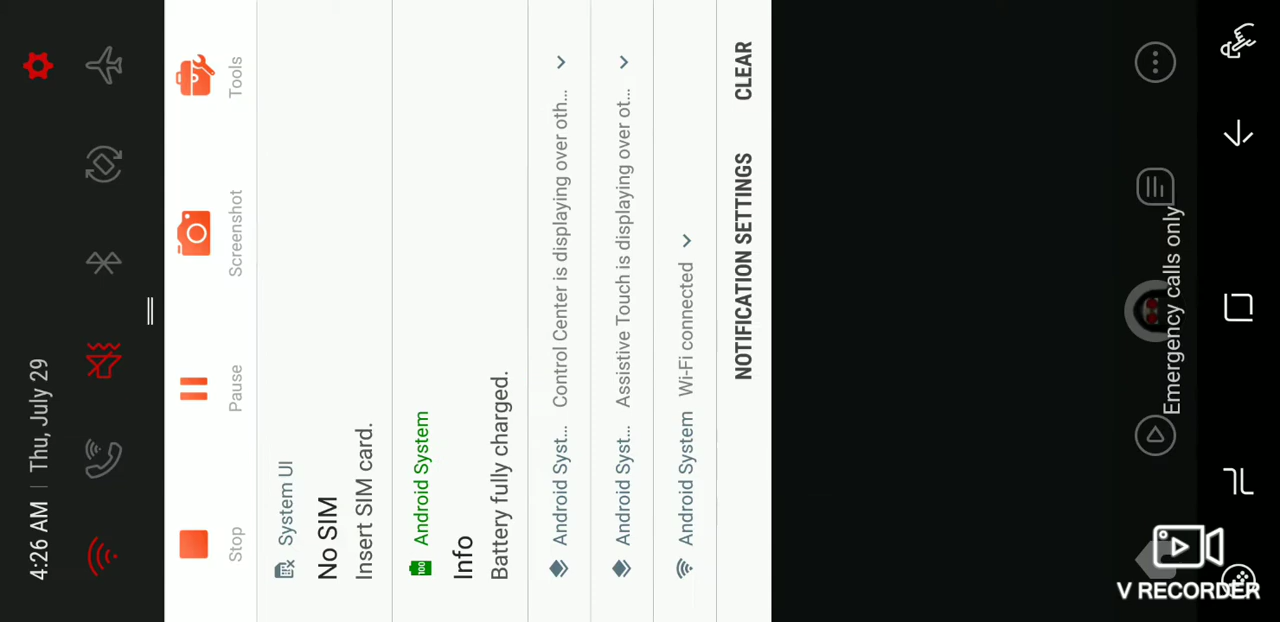 4:26 AM | Thu, July 29
Stop
Pause
Screenshot
Tools
System UI
No SIM
Insert SIM card.
100
Android System
Info
Battery fully charged.
Android Syst... Control Center is displaying over oth...
Android Syst... Assistive Touch is displaying over ot...
Android System Wi-Fi connected
NOTIFICATION SETTINGS CLEAR
Emergency calls only
V RECORDER